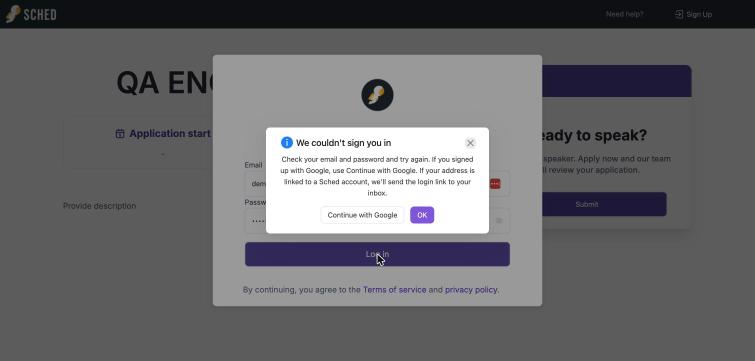 SCHED
Need help?
Sign Up
QA EN
Application start
-
Provide description
We couldn't sign you in
Check your email and password and try again. If you signed
up with Google, use Continue with Google. If your address is
linked to a Sched account, we'll send the login link to your
inbox.
Continue with Google
OK
Email
dem
Passw
Log in
By continuing, you agree to the Terms of service and privacy policy.
eady to speak?
speaker. Apply now and our team
ll review your application.
Submit